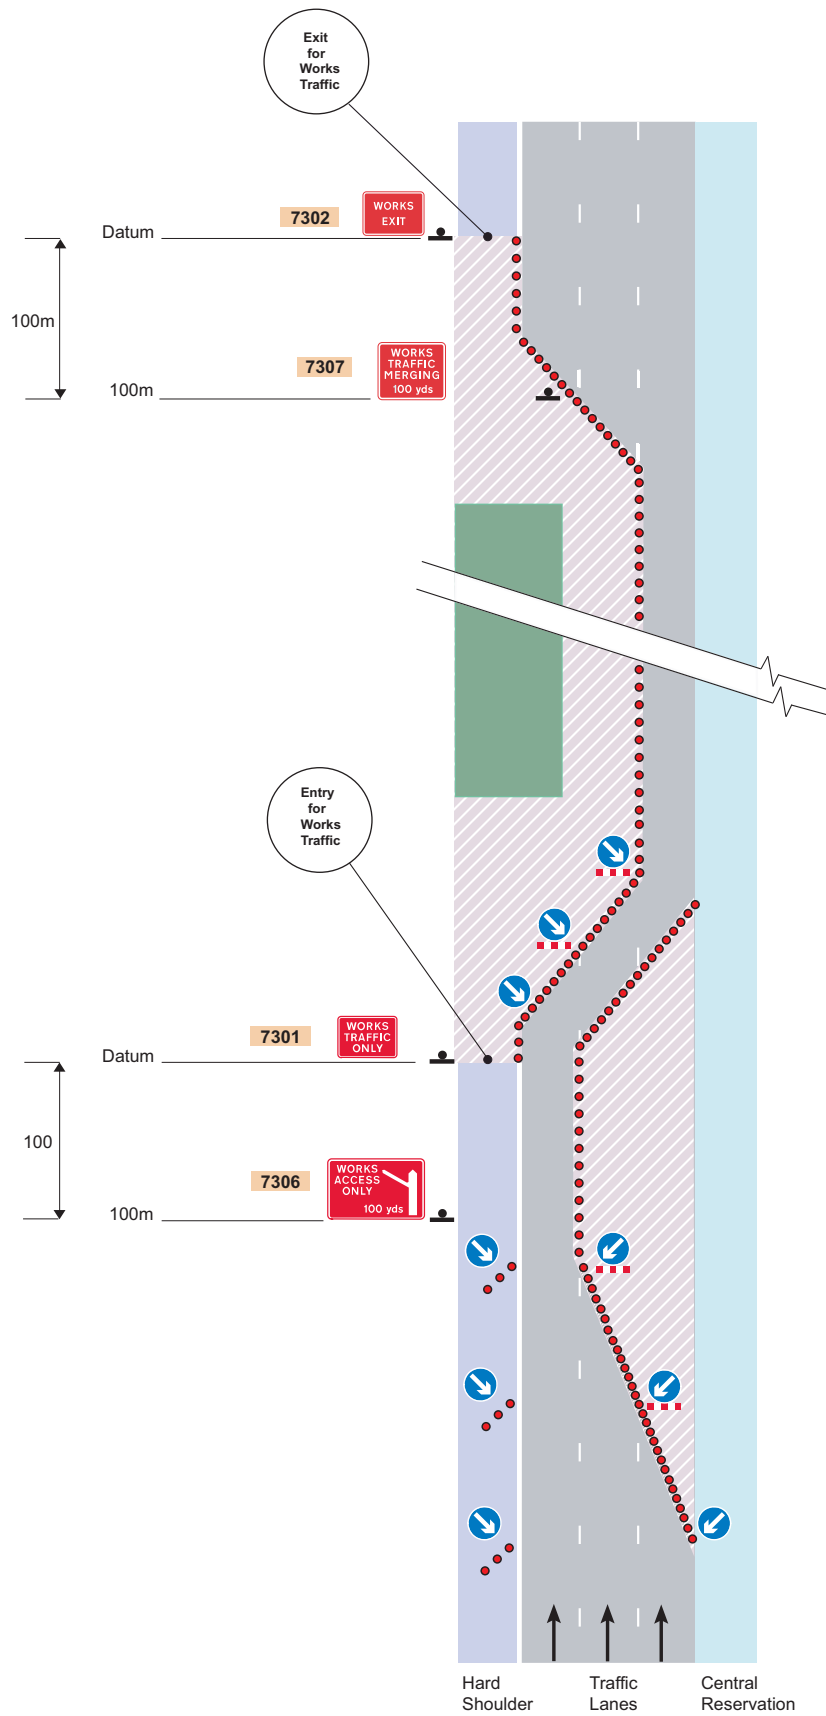 Exit
for
Works
Traffic
7302
WORKS
EXIT
Datum
100m
7307
WORKS
TRAFFIC
MERGING
100 yds
100m
Entry
for
Works
Traffic
7301
WORKS
TRAFFIC
ONLY
Datum
100
7306
WORKS
ACCESS
ONLY
100 yds
100m
Hard
Shoulder
Traffic
Lanes
Central
Reservation